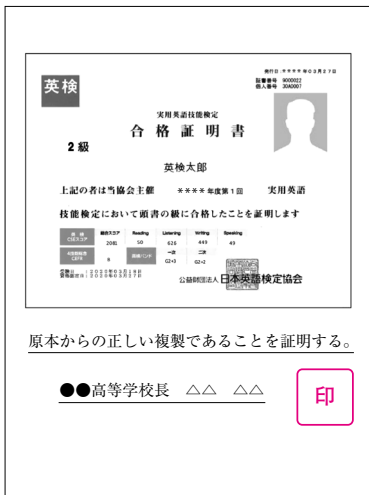 英検
発行日:****年03月27日
証書番号 9000022
個人番号 30A0007
実用英語技能検定
合格証明書
2級
英検太郎
上記の者は当協会主催 ****年度第1回 実用英語
技能検定において頭書の級に合格したことを証明します
英検CSEスコア 総合スコア Reading Listening Writing Speaking
2081 50 626 449 49
CEFR B 英検バンド 一次 二次
G2+3 G2+2
公益財団法人 日本英語検定協会
原本からの正しい複製であることを証明する。
●●高等学校長 △△ △△
印